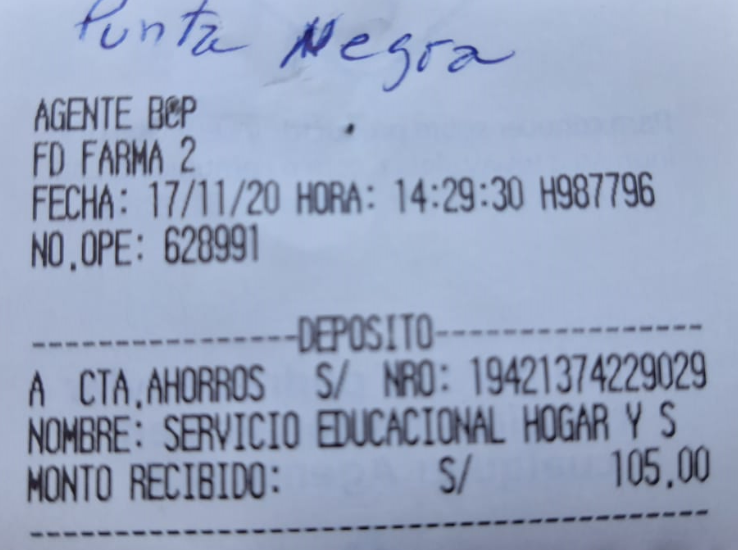 Punta Negra
AGENTE B@P
FD FARMA 2
FECHA: 17/11/20 HORA: 14:29:30 H987796
NO.OPE: 628991
----------------DEPOSITO----------------
A CTA.AHORROS S/ NRO: 19421374229029
NOMBRE: SERVICIO EDUCACIONAL HOGAR Y S
MONTO RECIBIDO: S/ 105.00